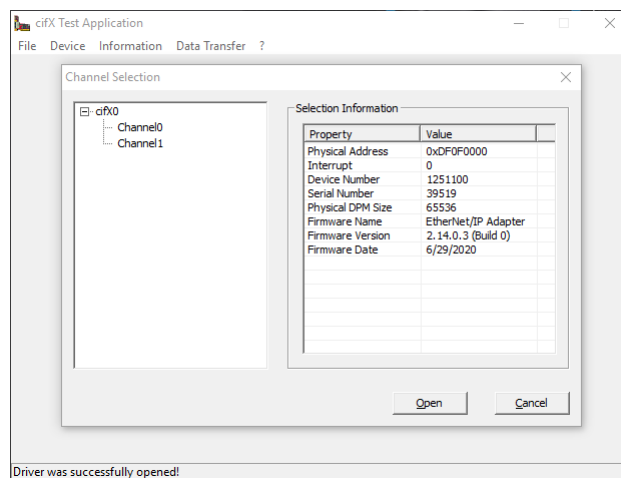 cifX Test Application
File Device Information Data Transfer ?
Channel Selection
cifX0
Channel0
Channel1
Selection Information
Property Value
Physical Address 0xDF0F0000
Interrupt 0
Device Number 1251100
Serial Number 39519
Physical DPM Size 65536
Firmware Name EtherNet/IP Adapter
Firmware Version 2.14.0.3 (Build 0)
Firmware Date 6/29/2020
Open Cancel
Driver was successfully opened!